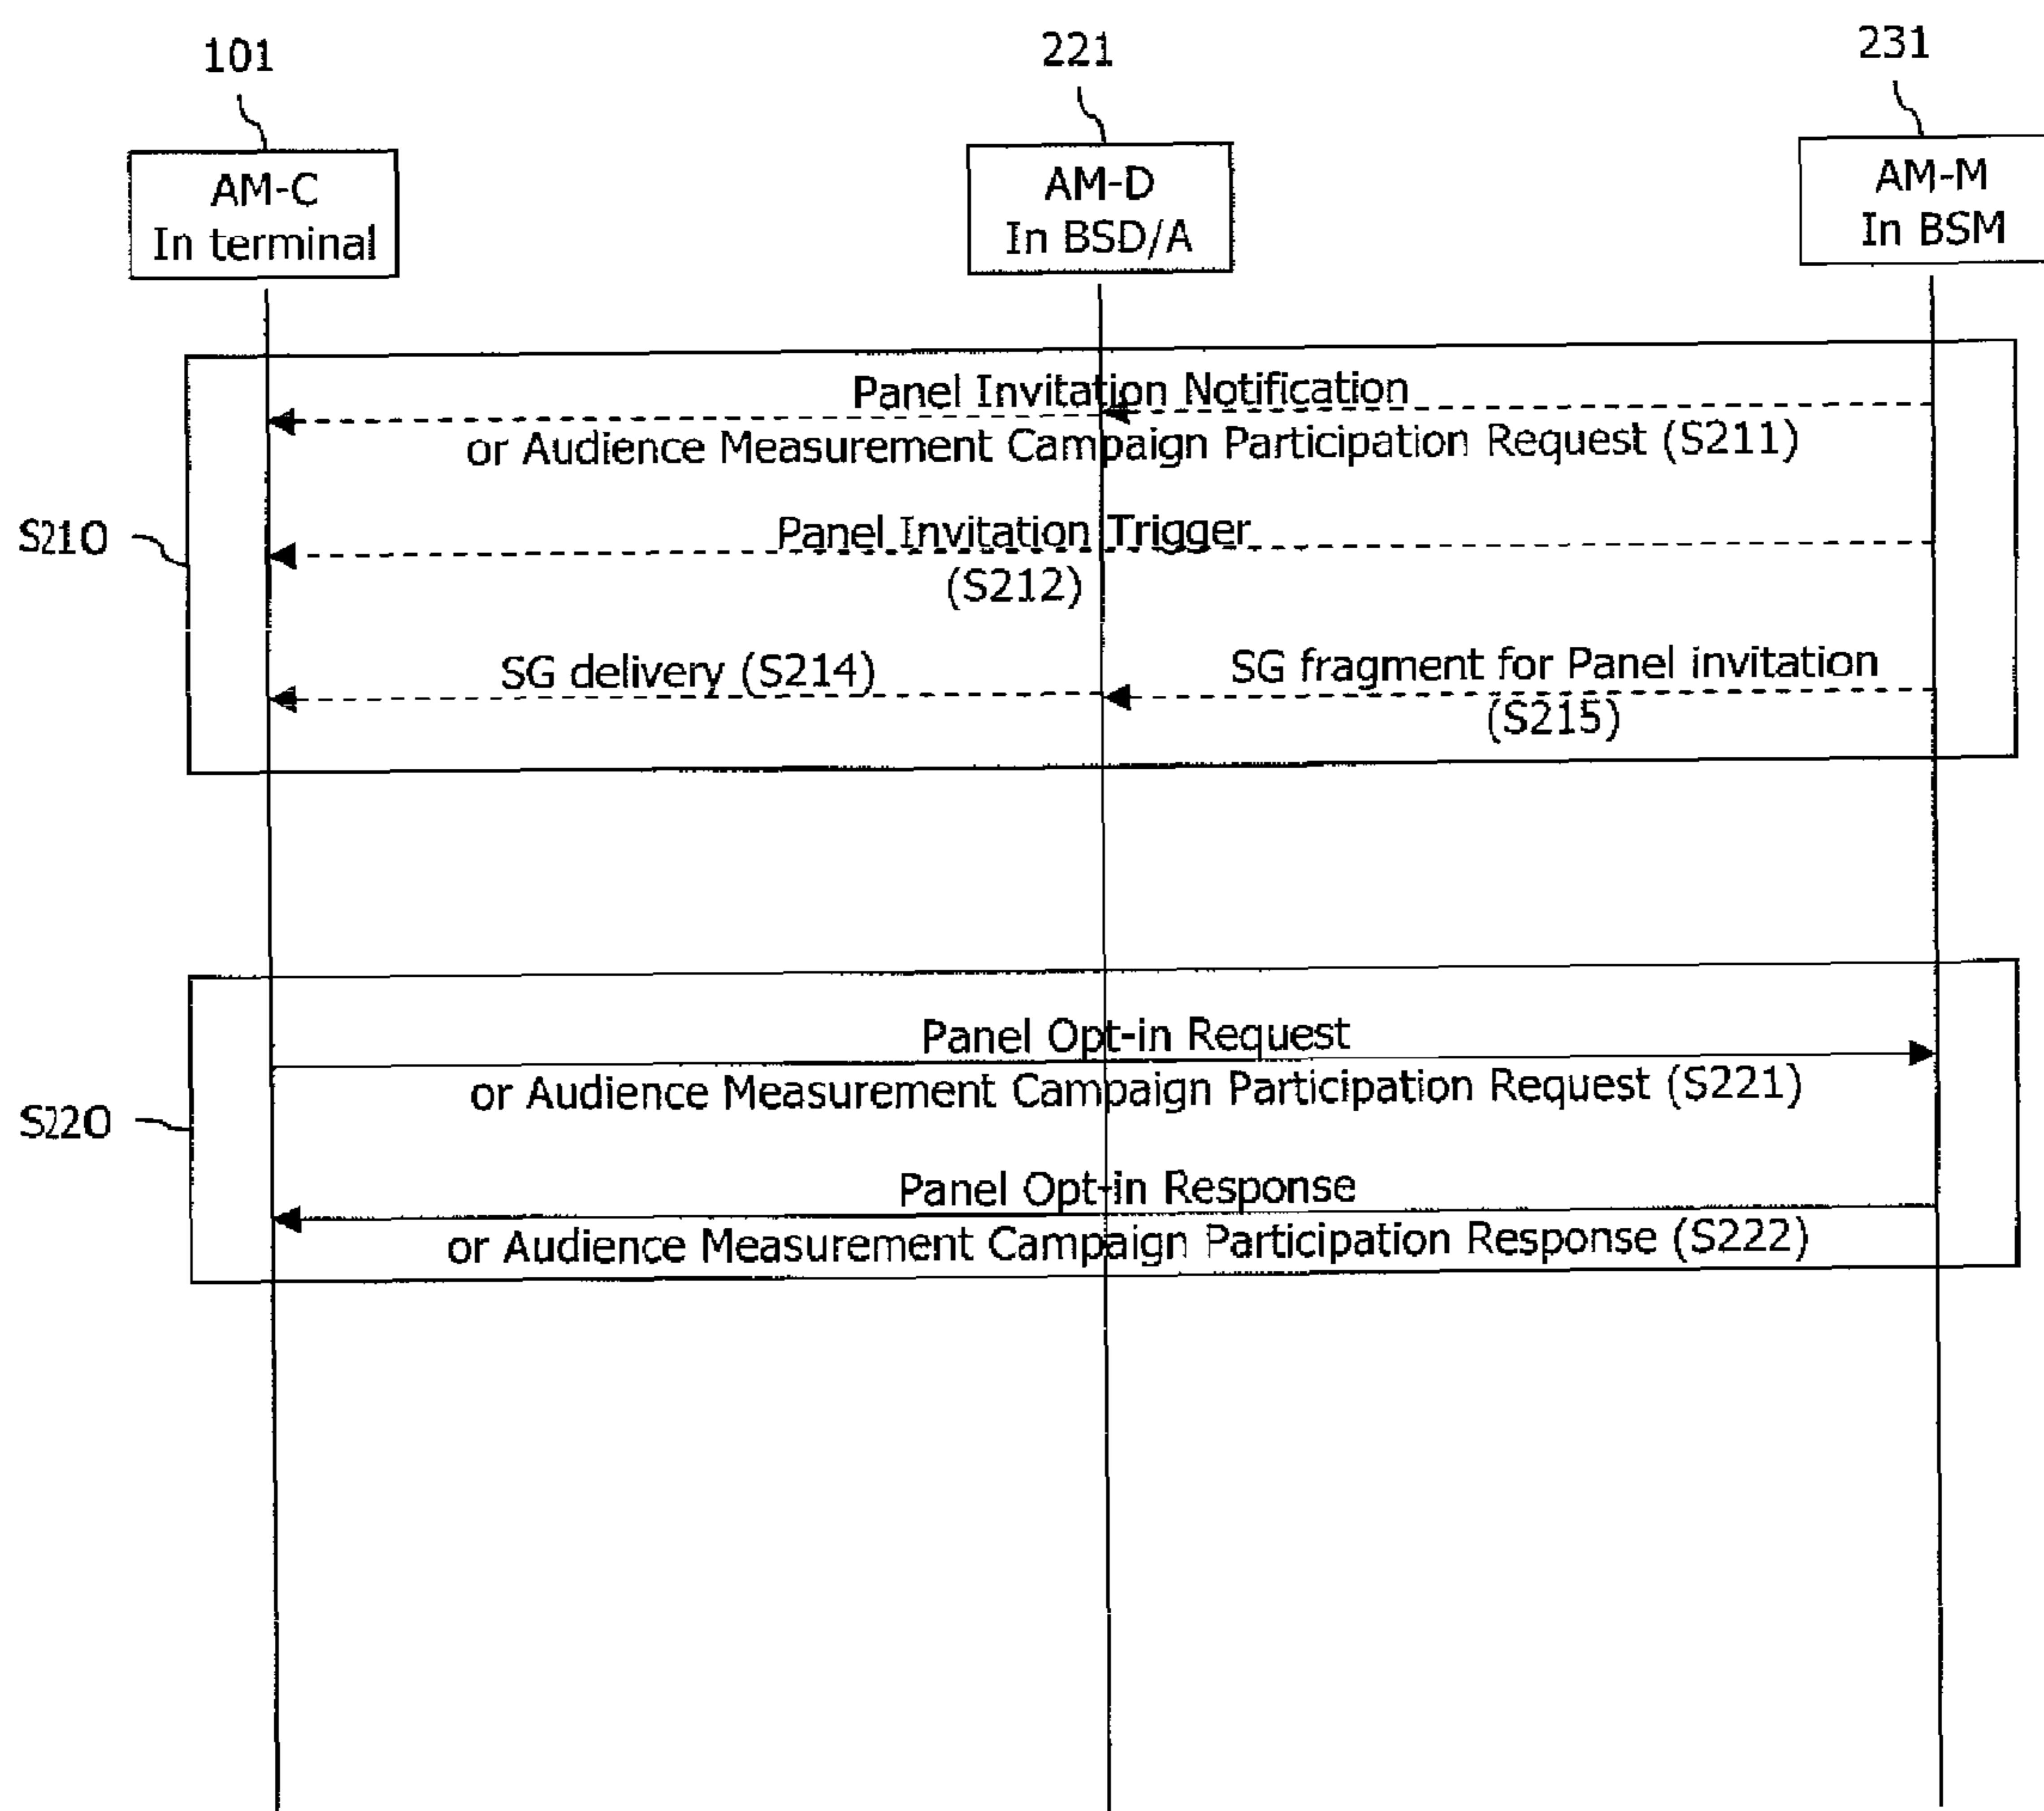 101
221
231
AM-C
In terminal
AM-D
In BSD/A
AM-M
In BSM
Panel Invitation Notification
or Audience Measurement Campaign Participation Request (S211)
S210
Panel Invitation Trigger
(S212)
SG delivery (S214)
SG fragment for Panel invitation
(S215)
Panel Opt-in Request
or Audience Measurement Campaign Participation Request (S221)
S220
Panel Opt-in Response
or Audience Measurement Campaign Participation Response (S222)